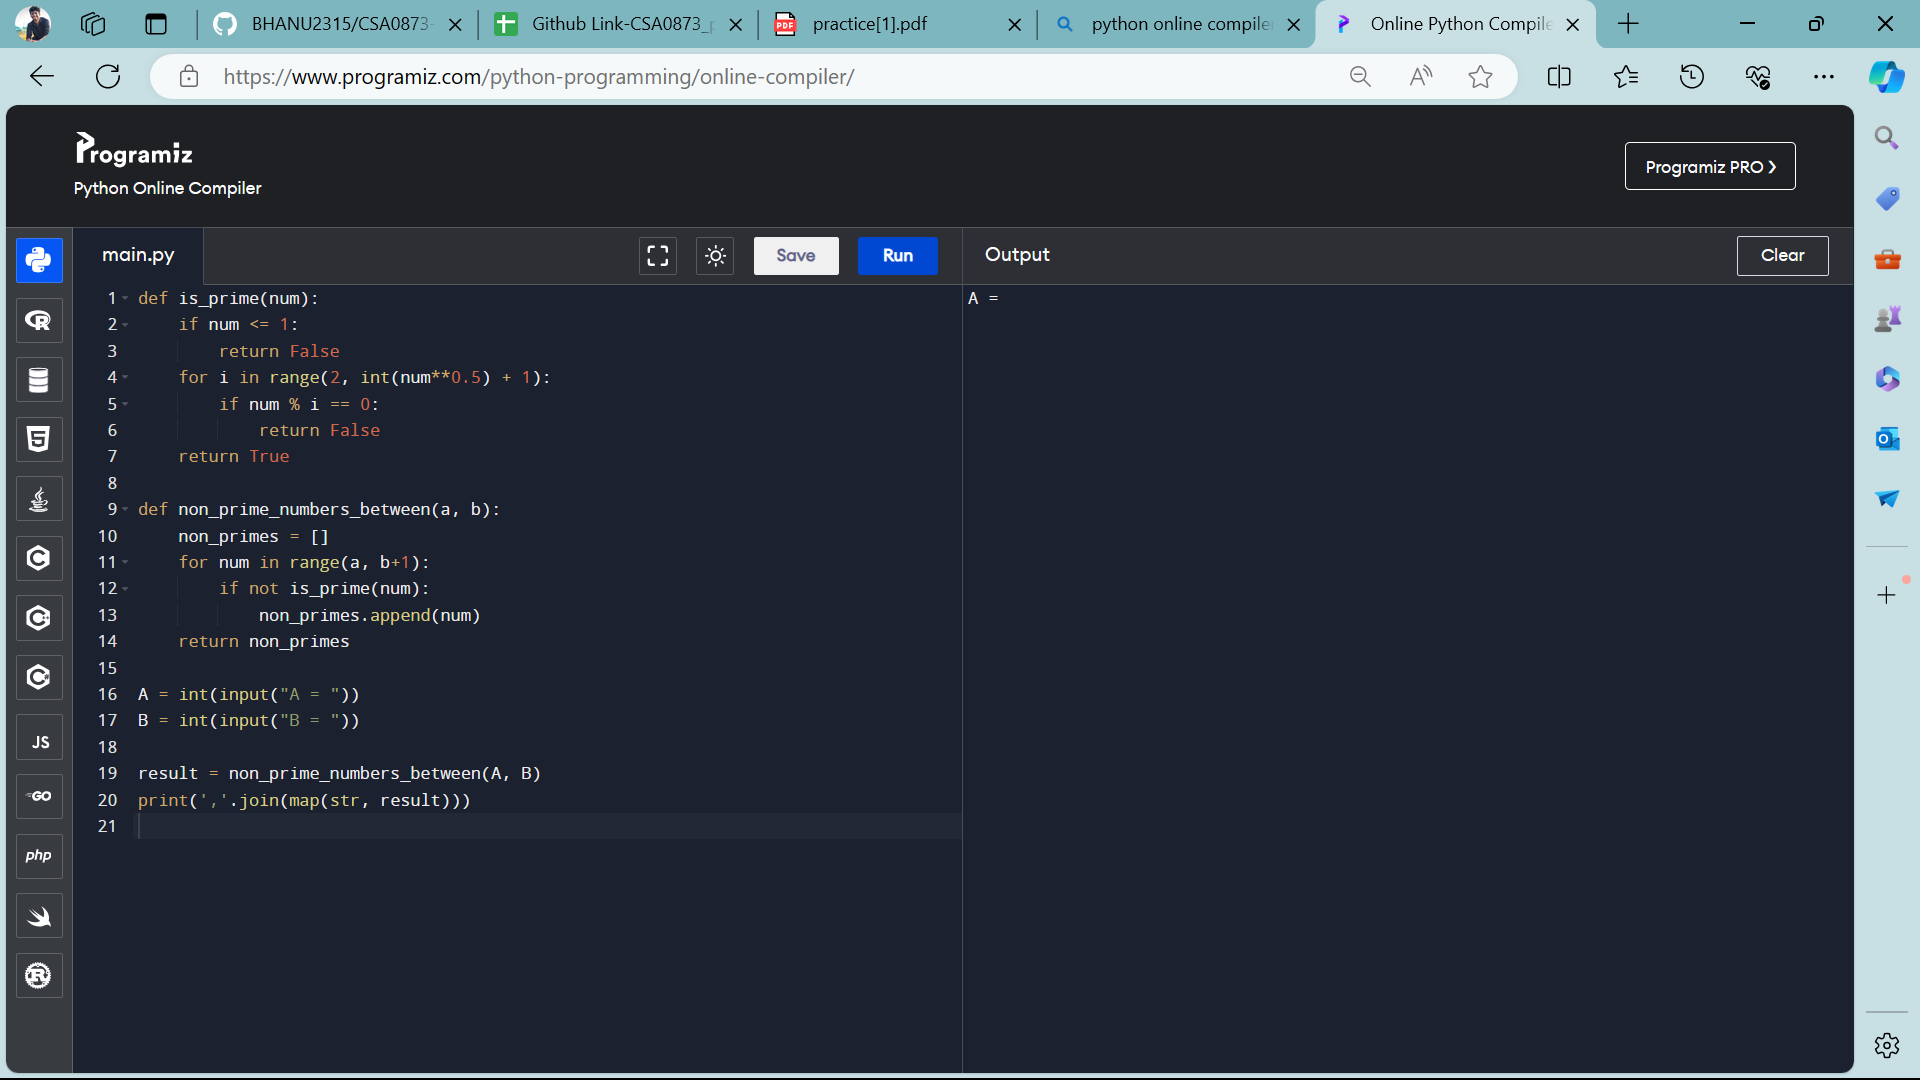 BHANU2315/CSA0873-
Github Link-CSA0873_p
practice[1].pdf
python online compiler
Online Python Compile
https://www.programiz.com/python-programming/online-compiler/
Programiz
Python Online Compiler
Programiz PRO ❯
main.py
Save
Run
Output
Clear
1 def is_prime(num):
2     if num <= 1:
3         return False
4     for i in range(2, int(num**0.5) + 1):
5         if num % i == 0:
6             return False
7     return True
8
9 def non_prime_numbers_between(a, b):
10     non_primes = []
11     for num in range(a, b+1):
12         if not is_prime(num):
13             non_primes.append(num)
14     return non_primes
15
16 A = int(input("A = "))
17 B = int(input("B = "))
18
19 result = non_prime_numbers_between(A, B)
20 print(','.join(map(str, result)))
21
A =
JS
GO
php